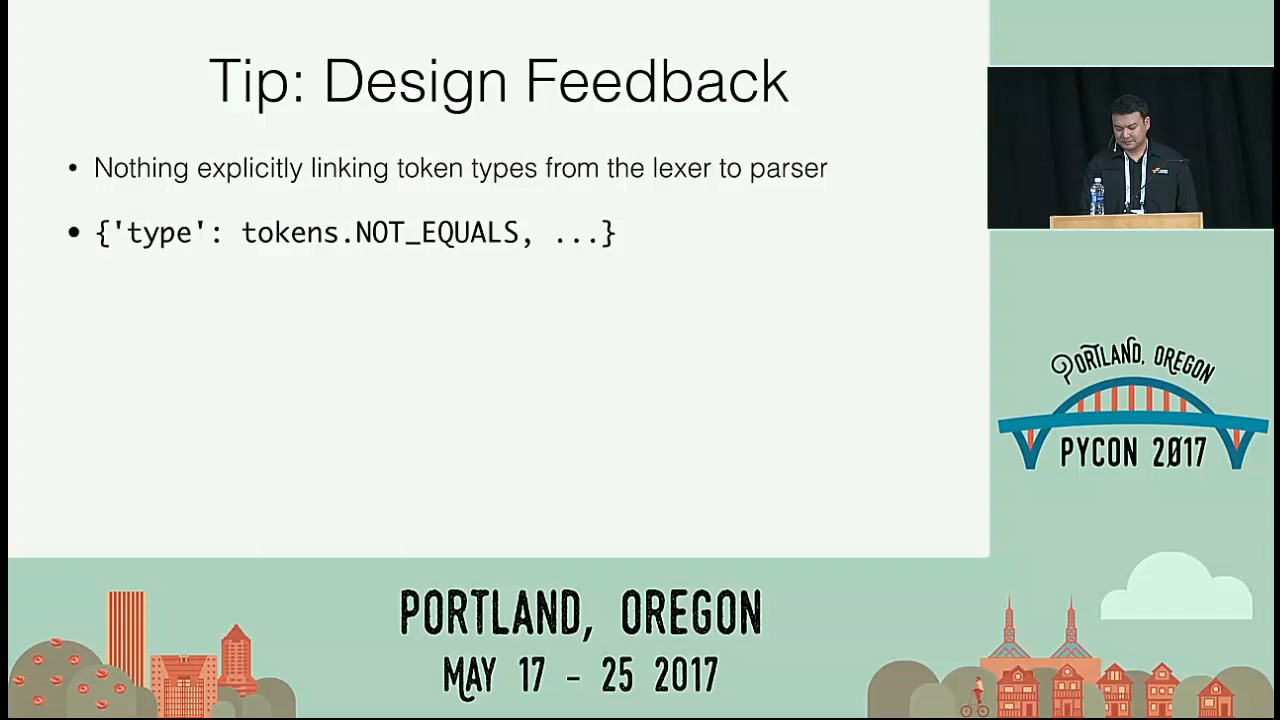 Tip: Design Feedback
• Nothing explicitly linking token types from the lexer to parser
• {'type': tokens.NOT_EQUALS, ...}
PORTLAND, OREGON
PYCON 2017
PORTLAND, OREGON
MAY 17 - 25 2017